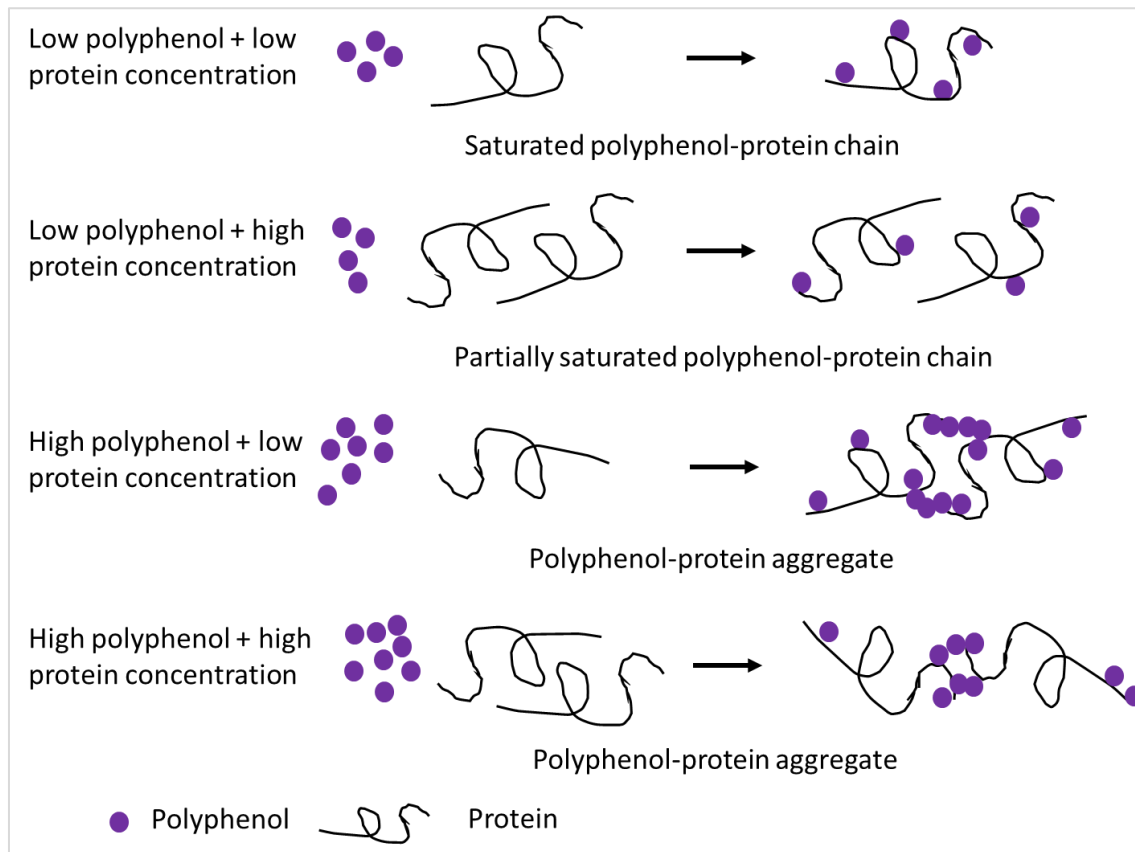 Low polyphenol + low
protein concentration
Saturated polyphenol-protein chain
Low polyphenol + high
protein concentration
Partially saturated polyphenol-protein chain
High polyphenol + low
protein concentration
Polyphenol-protein aggregate
High polyphenol + high
protein concentration
Polyphenol-protein aggregate
Polyphenol Protein